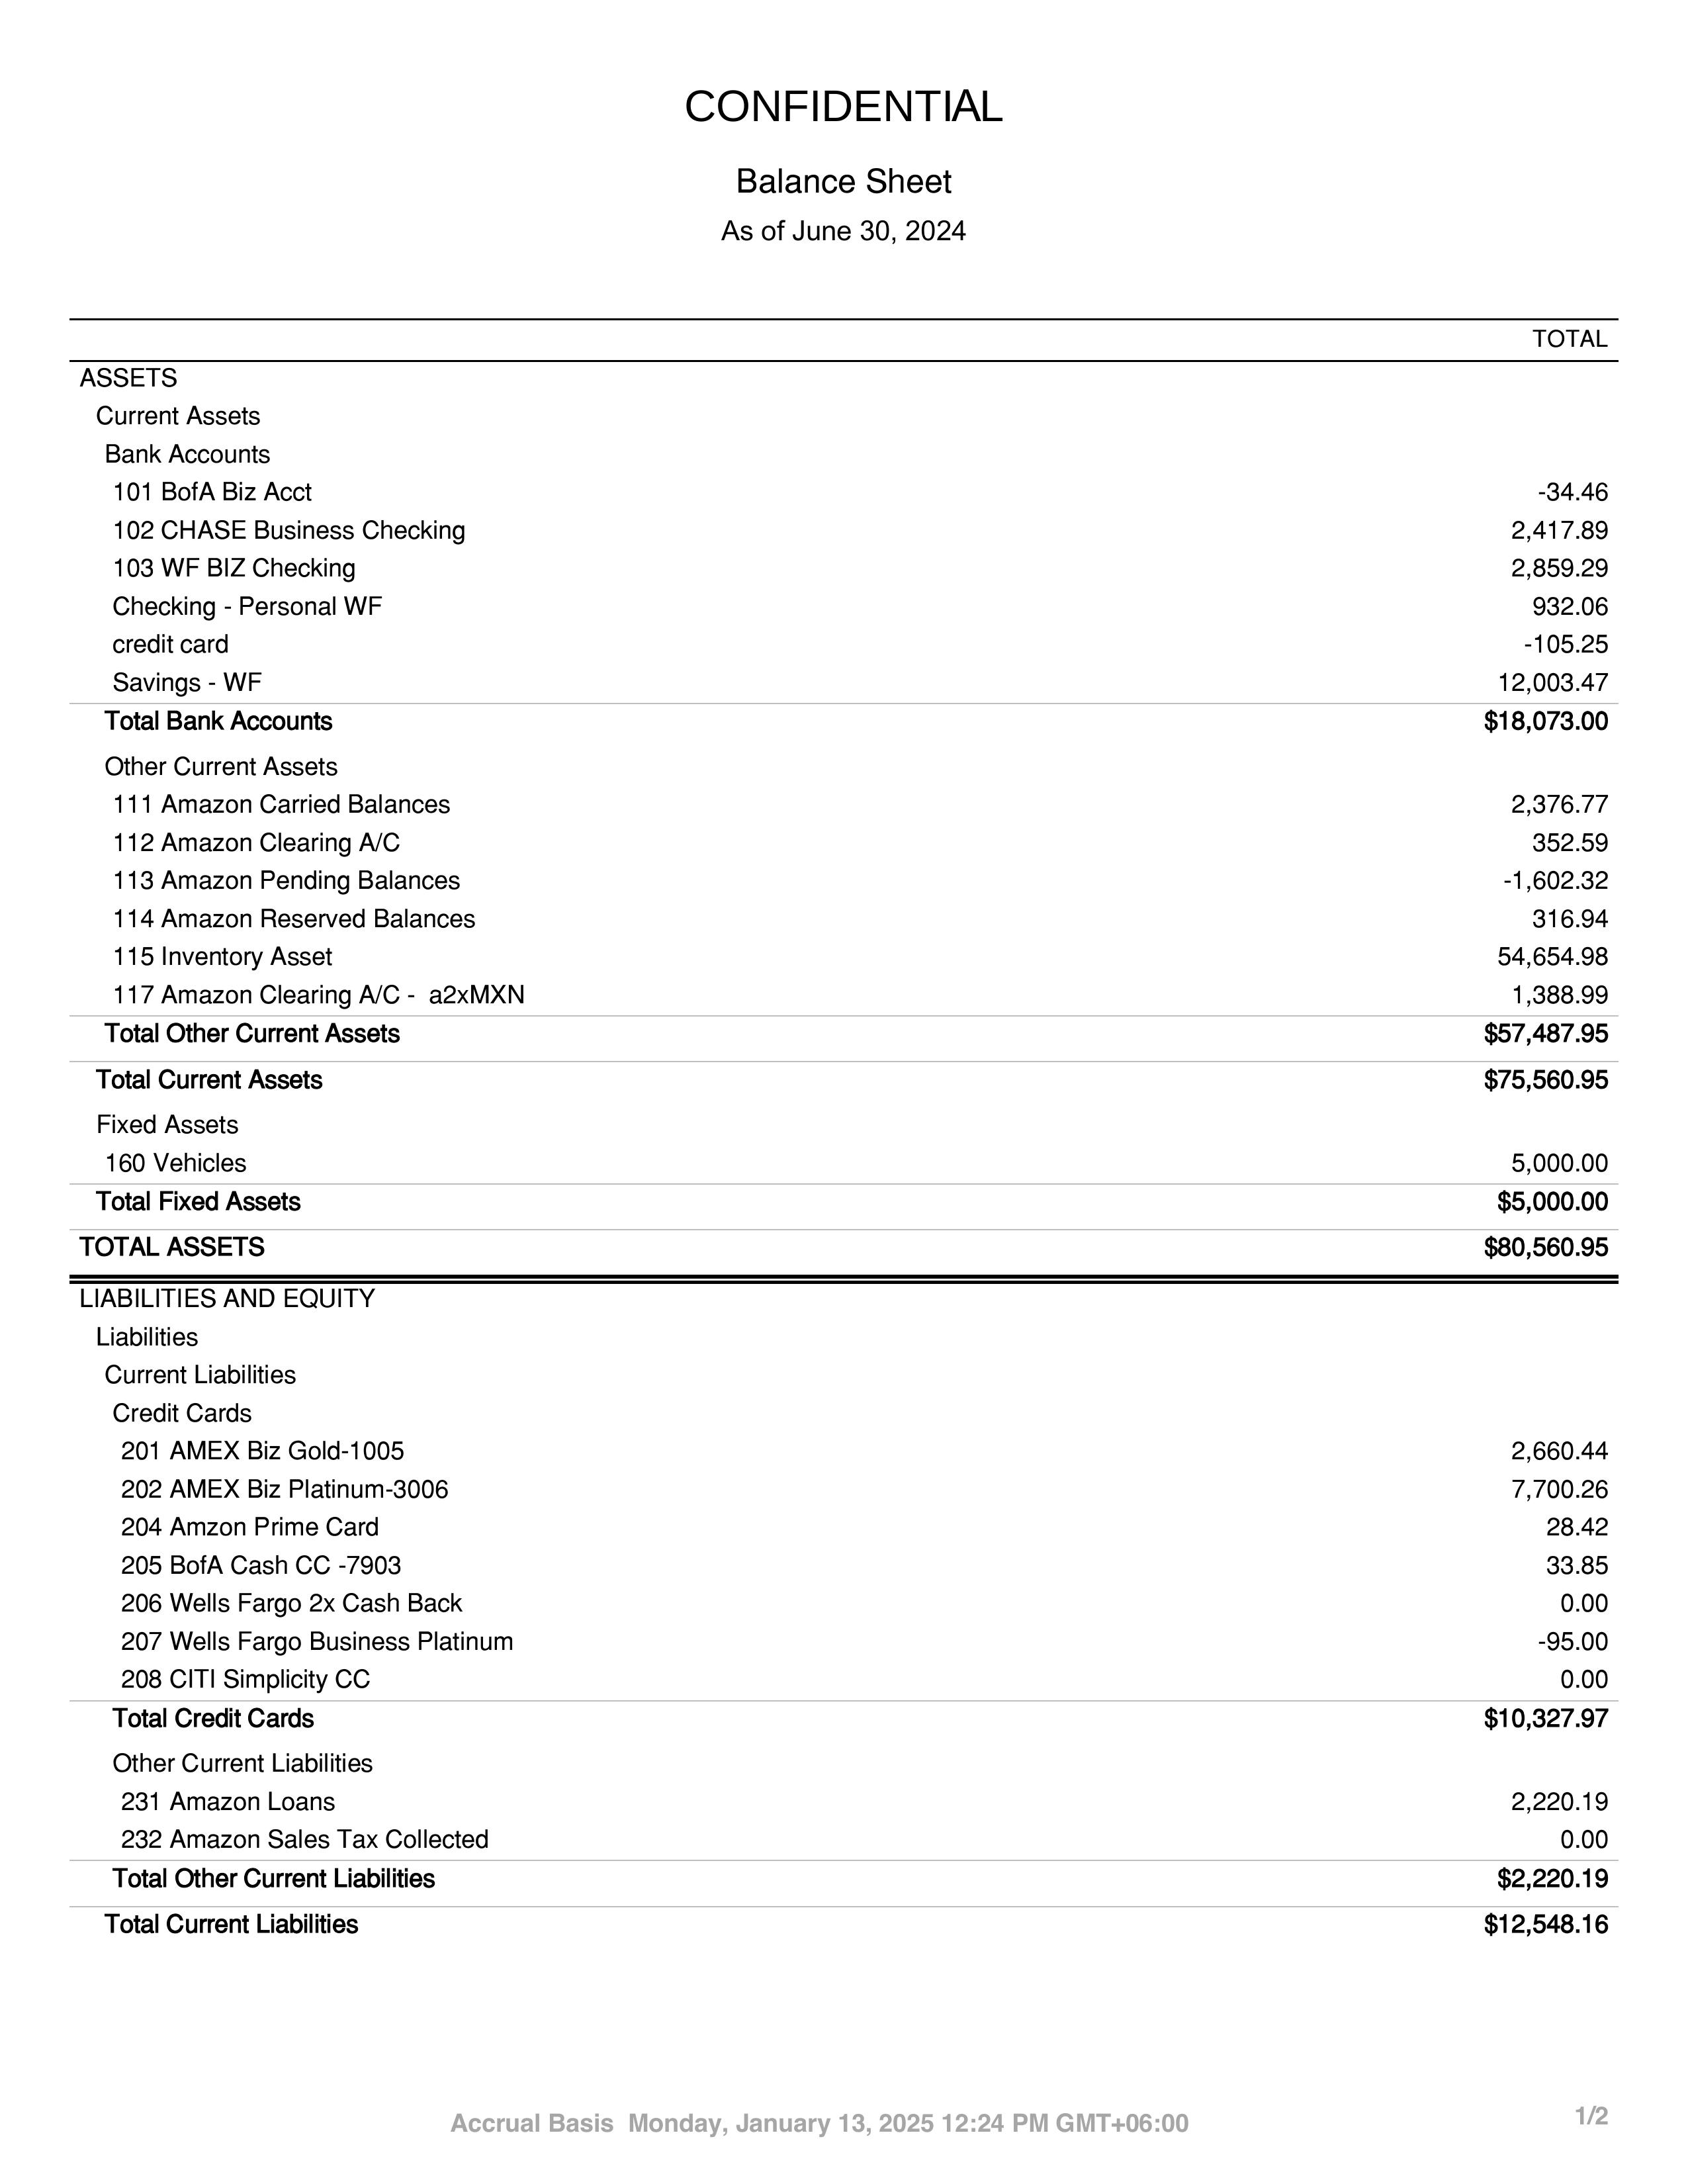 CONFIDENTIAL
Balance Sheet
As of June 30, 2024
TOTAL
ASSETS
Current Assets
Bank Accounts
101 BofA Biz Acct -34.46
102 CHASE Business Checking 2,417.89
103 WF BIZ Checking 2,859.29
Checking - Personal WF 932.06
credit card -105.25
Savings - WF 12,003.47
Total Bank Accounts $18,073.00
Other Current Assets
111 Amazon Carried Balances 2,376.77
112 Amazon Clearing A/C 352.59
113 Amazon Pending Balances -1,602.32
114 Amazon Reserved Balances 316.94
115 Inventory Asset 54,654.98
117 Amazon Clearing A/C - a2xMXN 1,388.99
Total Other Current Assets $57,487.95
Total Current Assets $75,560.95
Fixed Assets
160 Vehicles 5,000.00
Total Fixed Assets $5,000.00
TOTAL ASSETS $80,560.95
LIABILITIES AND EQUITY
Liabilities
Current Liabilities
Credit Cards
201 AMEX Biz Gold-1005 2,660.44
202 AMEX Biz Platinum-3006 7,700.26
204 Amzon Prime Card 28.42
205 BofA Cash CC -7903 33.85
206 Wells Fargo 2x Cash Back 0.00
207 Wells Fargo Business Platinum -95.00
208 CITI Simplicity CC 0.00
Total Credit Cards $10,327.97
Other Current Liabilities
231 Amazon Loans 2,220.19
232 Amazon Sales Tax Collected 0.00
Total Other Current Liabilities $2,220.19
Total Current Liabilities $12,548.16
Accrual Basis Monday, January 13, 2025 12:24 PM GMT+06:00 1/2